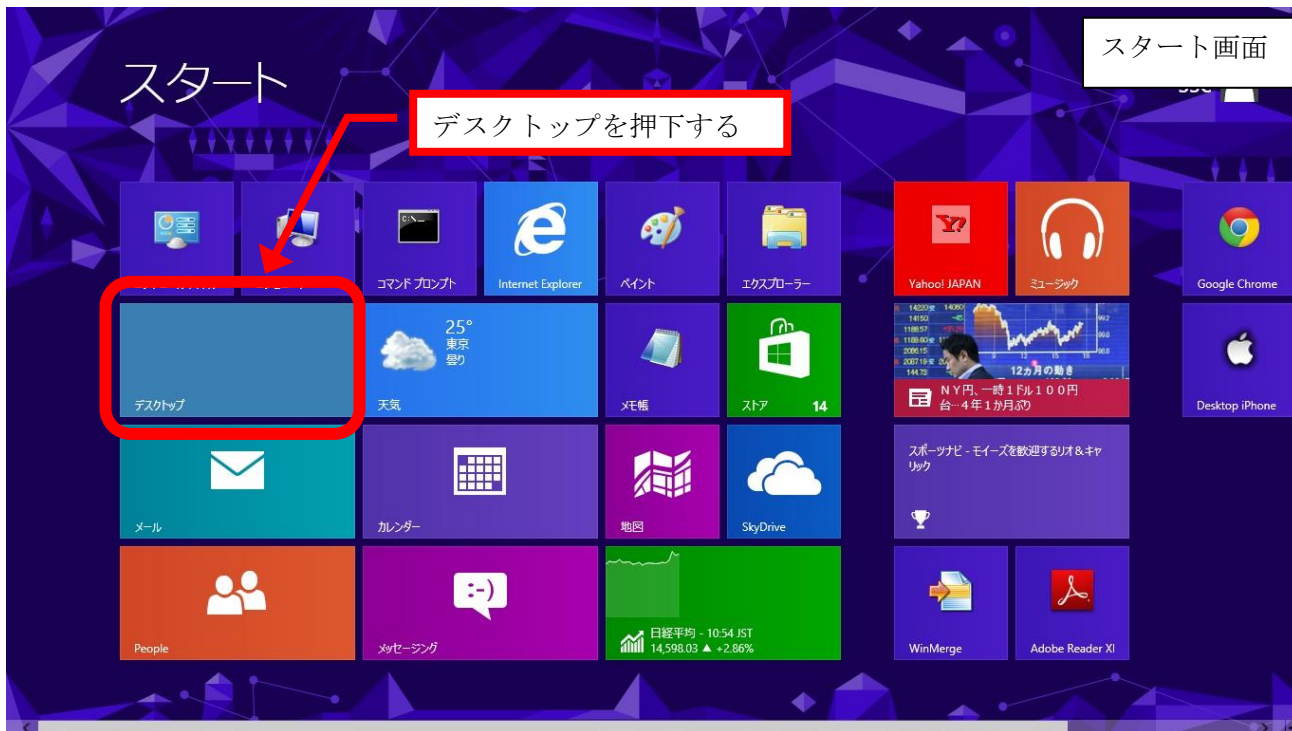 スタート画面
スタート
デスクトップを押下する
コマンド プロンプト
Internet Explorer
ペイント
エクスプローラー
Yahoo! JAPAN
ミュージック
Google Chrome
デスクトップ
25°
東京
曇り
天気
メモ帳
ストア
14
12ヵ月の動き
NY円、一時1ドル100円
台…4年1か月ぶり
Desktop iPhone
メール
カレンダー
地図
SkyDrive
スポーツナビ - モイーズを歓迎するリオ＆キャ
リック
People
メッセージング
日経平均 - 10:54 JST
14,598.03 ▲ +2.86%
WinMerge
Adobe Reader XI